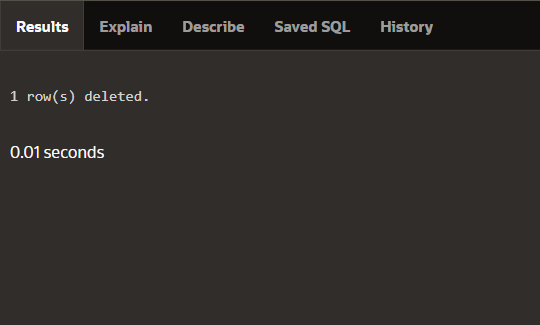 Results Explain Describe Saved SQL History
1 row(s) deleted.
0.01 seconds